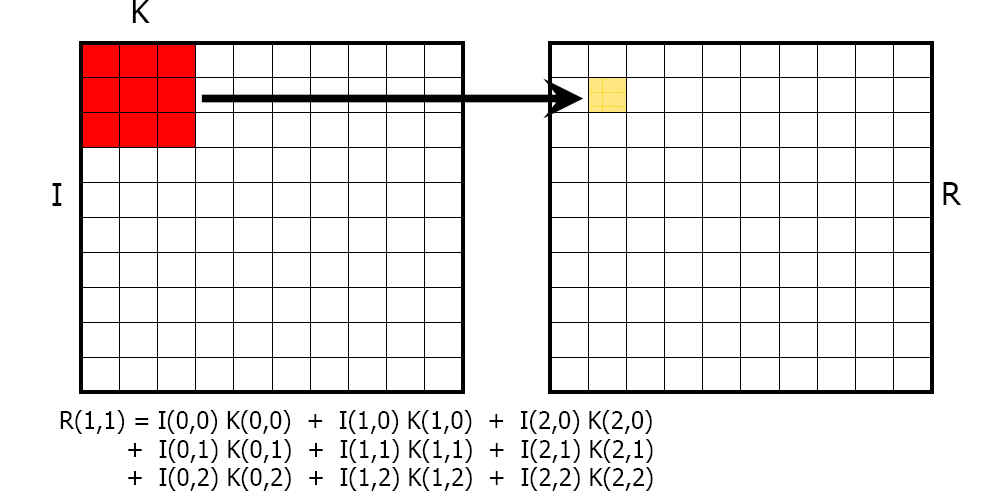 K
I
R
R(1,1) = I(0,0) K(0,0) + I(1,0) K(1,0) + I(2,0) K(2,0)
+ I(0,1) K(0,1) + I(1,1) K(1,1) + I(2,1) K(2,1)
+ I(0,2) K(0,2) + I(1,2) K(1,2) + I(2,2) K(2,2)